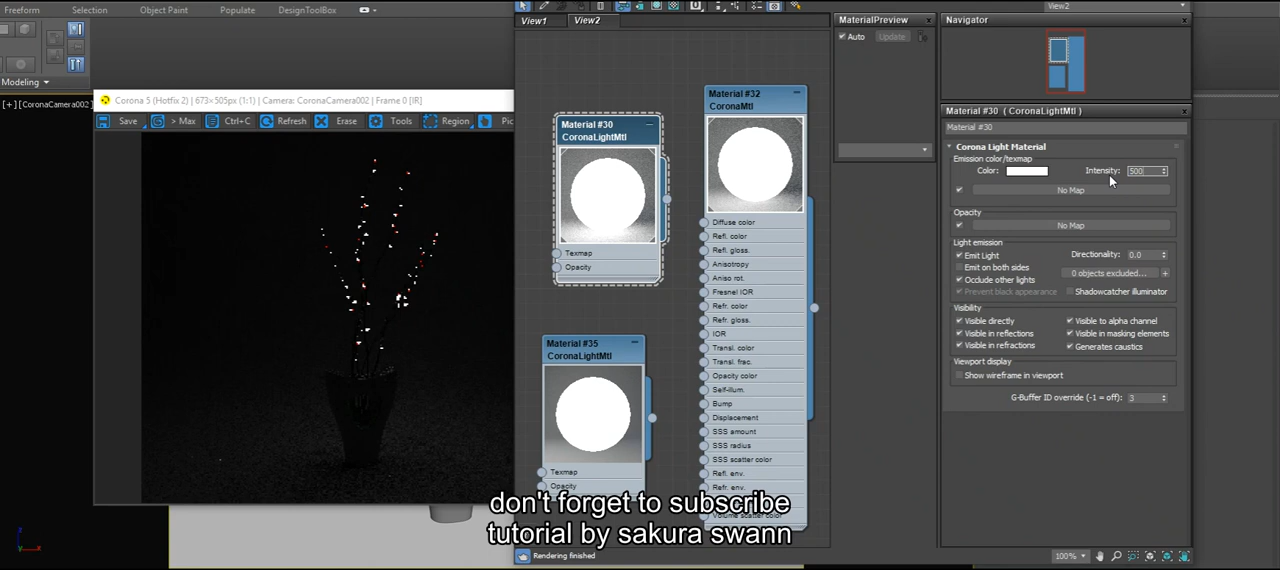 Freeform
Selection
Object Paint
Populate
DesignToolBox
View1
View2
MaterialPreview
Navigator
View2
Auto
Update
Modeling
[+] [CoronaCamera002]
Corona 5 (Hotfix 2) | 673×505px (1:1) | Camera: CoronaCamera002 | Frame 0 [IR]
Save
> Max
Ctrl+C
Refresh
Erase
Tools
Region
Pic
Material #30
CoronaLightMtl
Texmap
Opacity
Material #35
CoronaLightMtl
Texmap
Opacity
Material #32
CoronaMtl
Diffuse color
Refl. color
Refl. gloss.
Anisotropy
Aniso rot.
Fresnel IOR
Refr. color
Refr. gloss.
IOR
Transl. color
Transl. frac.
Opacity color
Self-illum.
Bump
Displacement
SSS amount
SSS radius
SSS scatter color
Refl. env.
Refr. env.
Volume scatter color
Material #30 ( CoronaLightMtl )
Material #30
Corona Light Material
Emission color/texmap
Color:
Intensity: 500
No Map
Opacity
No Map
Light emission
Emit Light
Directionality: 0.0
Emit on both sides
0 objects excluded... +
Occlude other lights
Prevent black appearance
Shadowcatcher illuminator
Visibility
Visible directly
Visible to alpha channel
Visible in reflections
Visible in masking elements
Visible in refractions
Generates caustics
Viewport display
Show wireframe in viewport
G-Buffer ID override (-1 = off): 3
don't forget to subscribe
tutorial by sakura swann
Rendering finished
100%
z
x